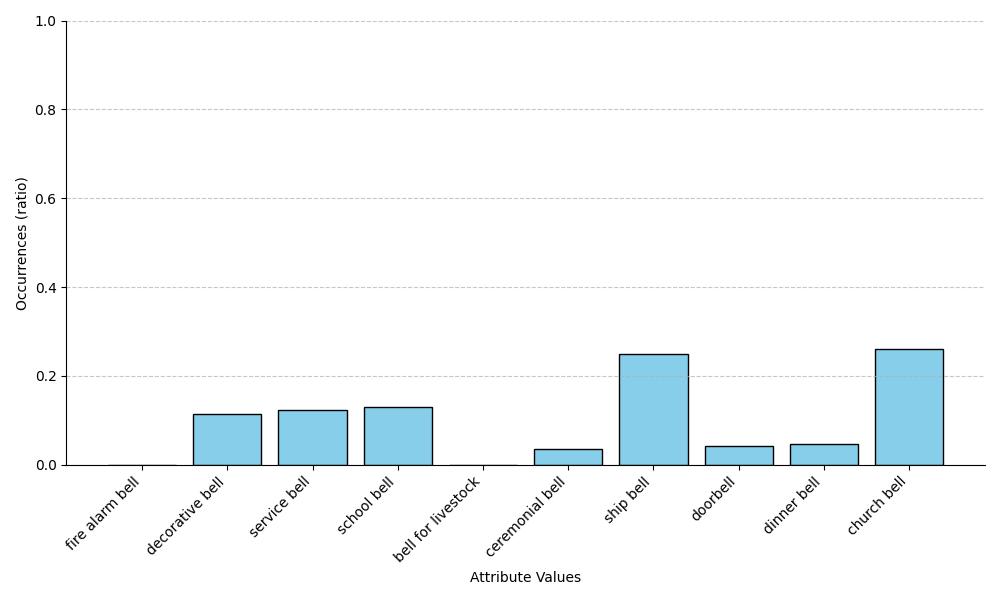 1.0
0.8
0.6
0.4
0.2
0.0
Occurrences (ratio)
fire alarm bell
decorative bell
service bell
school bell
bell for livestock
ceremonial bell
ship bell
doorbell
dinner bell
church bell
Attribute Values